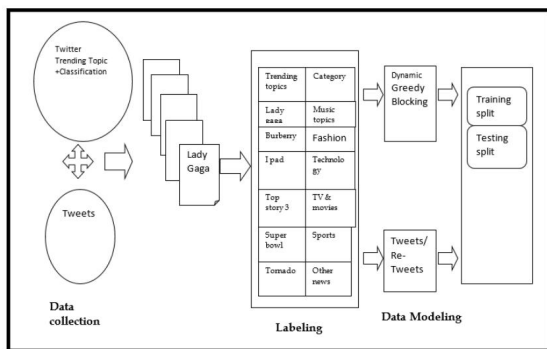 Twitter
Trending Topic
+Classification
Tweets
Data
collection
Lady
Gaga
Trending
topics
Category
Lady
gaga
Music
topics
Burberry
Fashion
I pad
Technolo
gy
Top
story 3
TV &
movies
Super
bowl
Sports
Tornado
Other
news
Labeling
Dynamic
Greedy
Blocking
Tweets/
Re-
Tweets
Data Modeling
Training
split
Testing
split